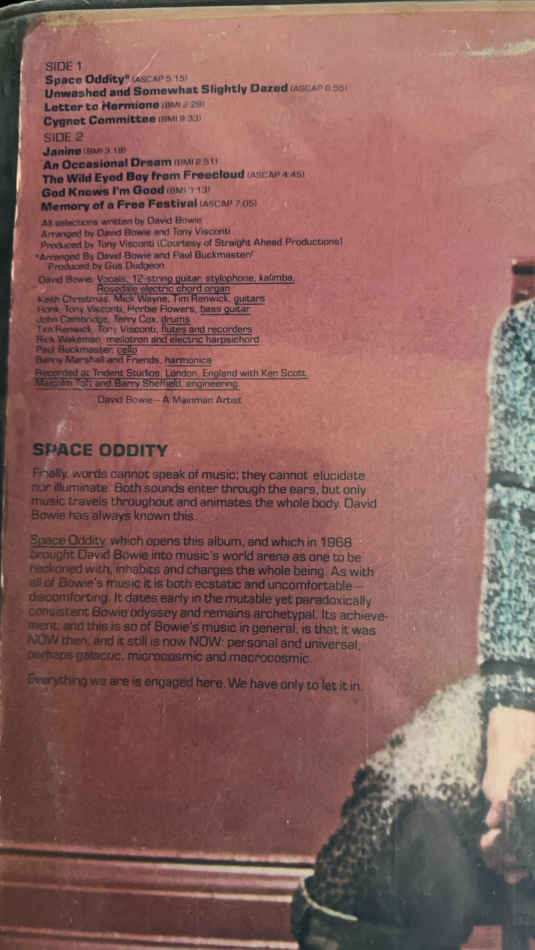 SIDE 1
Space Oddity* (ASCAP 5:15)
Unwashed and Somewhat Slightly Dazed (ASCAP 6:55)
Letter to Hermione (BMI 2:28)
Cygnet Committee (BMI 9:33)
SIDE 2
Janine (BMI 3:18)
An Occasional Dream (BMI 2:51)
The Wild Eyed Boy from Freecloud (ASCAP 4:45)
God Knows I'm Good (BMI 3:13)
Memory of a Free Festival (ASCAP 7:05)
All selections written by David Bowie
Arranged by David Bowie and Tony Visconti
Produced by Tony Visconti (Courtesy of Straight Ahead Productions)
*Arranged By David Bowie and Paul Buckmaster/
Produced by Gus Dudgeon
David Bowie: Vocals, 12-string guitar, stylophone, kalimba,
Rosedale electric chord organ
Keith Christmas, Mick Wayne, Tim Renwick, guitars
Honk, Tony Visconti, Herbie Flowers, bass guitar
John Cambridge, Terry Cox, drums
Tim Renwick, Tony Visconti, flutes and recorders
Rick Wakeman, mellotron and electric harpsichord
Paul Buckmaster, cello
Benny Marshall and Friends, harmonica
Recorded at Trident Studios, London, England with Ken Scott,
Malcolm Toft and Barry Sheffield, engineering.
David Bowie—A Mainman Artist
SPACE ODDITY
Finally, words cannot speak of music; they cannot elucidate
nor illuminate. Both sounds enter through the ears, but only
music travels throughout and animates the whole body. David
Bowie has always known this.
Space Oddity, which opens this album, and which in 1968
brought David Bowie into music's world arena as one to be
reckoned with, inhabits and charges the whole being. As with
all of Bowie's music it is both ecstatic and uncomfortable—
discomforting. It dates early in the mutable yet paradoxically
consistent Bowie odyssey and remains archetypal. Its achieve-
ment, and this is so of Bowie's music in general, is that it was
NOW then, and it still is now NOW: personal and universal,
perhaps galactic, microcosmic and macrocosmic.
Everything we are is engaged here. We have only to let it in.